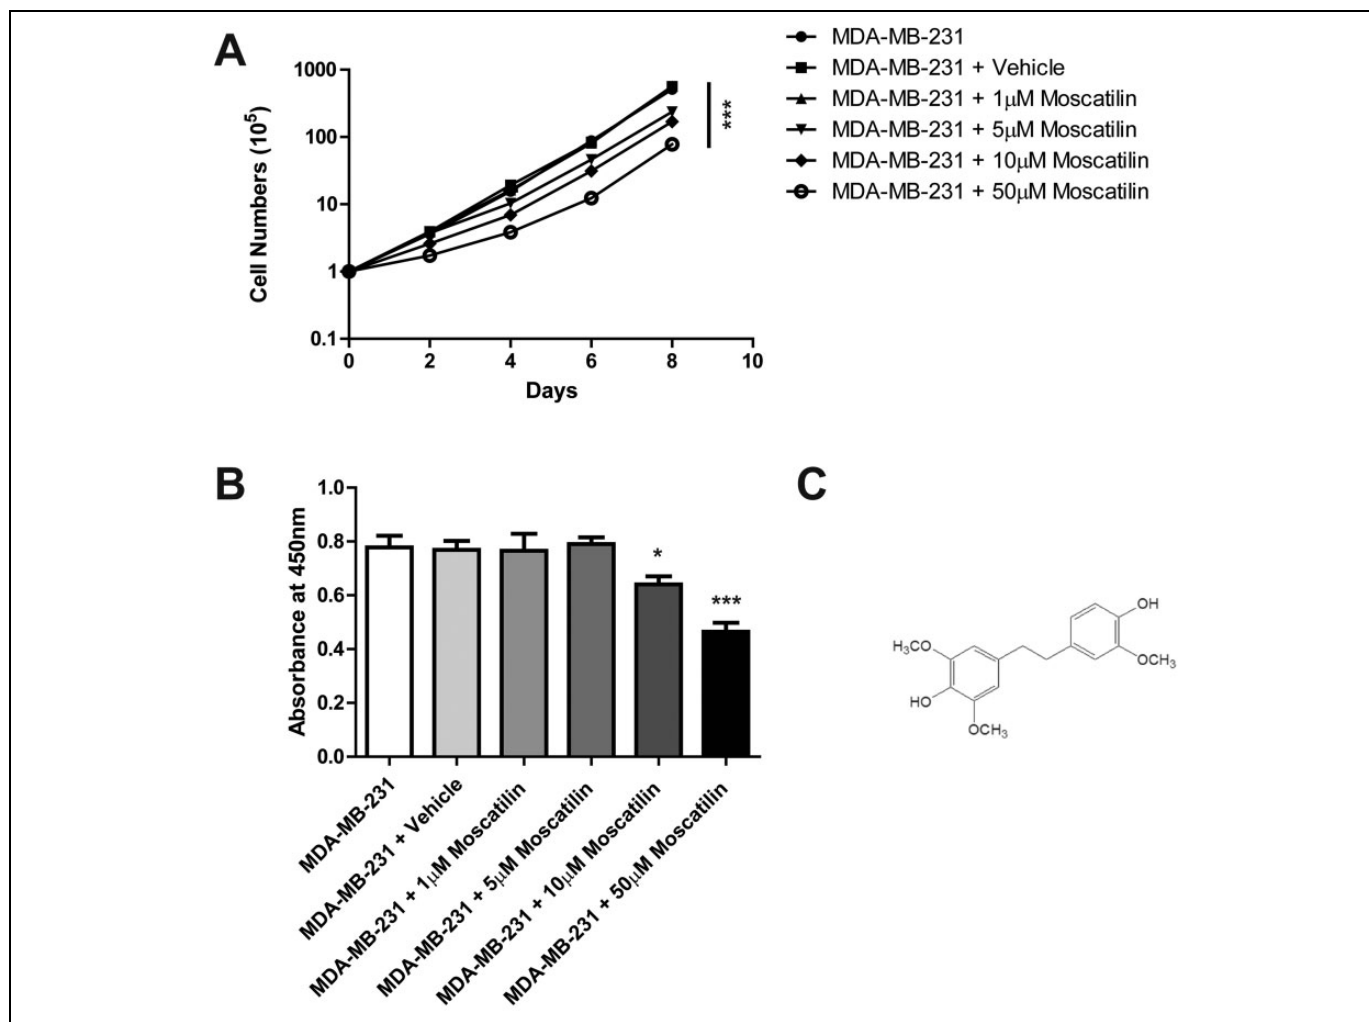 A
Cell Numbers (10⁵)
1000
100
10
1
0.1
0 2 4 6 8 10
Days
***
MDA-MB-231
MDA-MB-231 + Vehicle
MDA-MB-231 + 1μM Moscatilin
MDA-MB-231 + 5μM Moscatilin
MDA-MB-231 + 10μM Moscatilin
MDA-MB-231 + 50μM Moscatilin
B
Absorbance at 450nm
1.0
0.8
0.6
0.4
0.2
0.0
*
***
MDA-MB-231
MDA-MB-231 + Vehicle
MDA-MB-231 + 1μM Moscatilin
MDA-MB-231 + 5μM Moscatilin
MDA-MB-231 + 10μM Moscatilin
MDA-MB-231 + 50μM Moscatilin
C
OH
H₃CO
OCH₃
HO
OCH₃